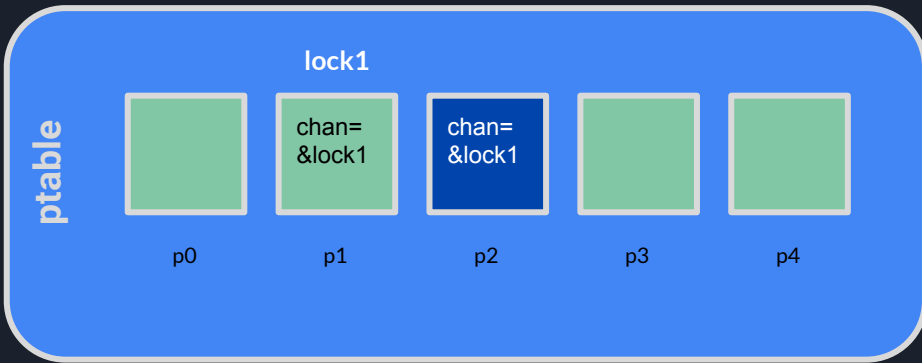 lock1
ptable
chan=
&lock1
chan=
&lock1
p0
p1
p2
p3
p4